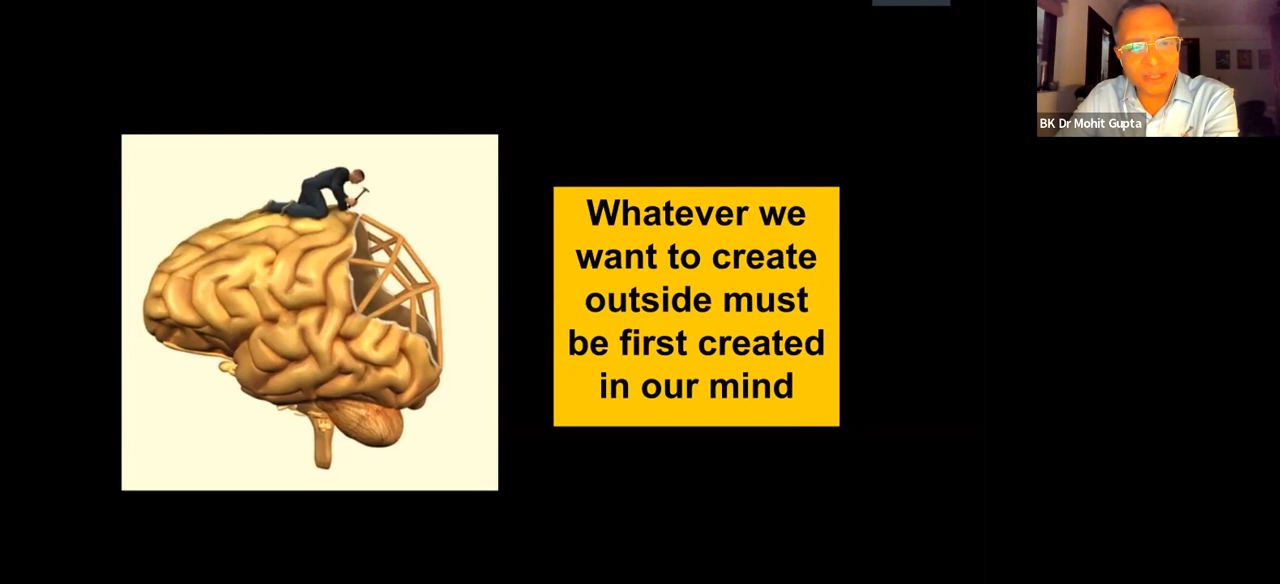 BK Dr Mohit Gupta
Whatever we
want to create
outside must
be first created
in our mind